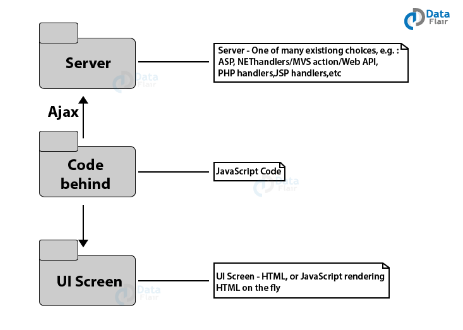 Data
Flair
Server
Server - One of many existiong choices, e.g. :
ASP, NEThandlers/MVS action/Web API,
PHP handlers,JSP handlers,etc
Data
Flair
Ajax
Code
behind
JavaScript Code
Data
Flair
UI Screen
UI Screen - HTML, or JavaScript rendering
HTML on the fly
Data
Flair